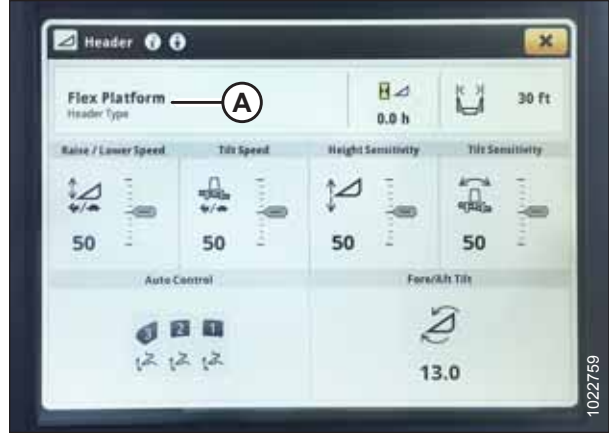 Header
Flex Platform
Header Type
A
0.0 h
30 ft
Raise / Lower Speed
Tilt Speed
Height Sensitivity
Tilt Sensitivity
50
50
50
50
Auto Control
Fore/Aft Tilt
3 2 1
13.0
1022759